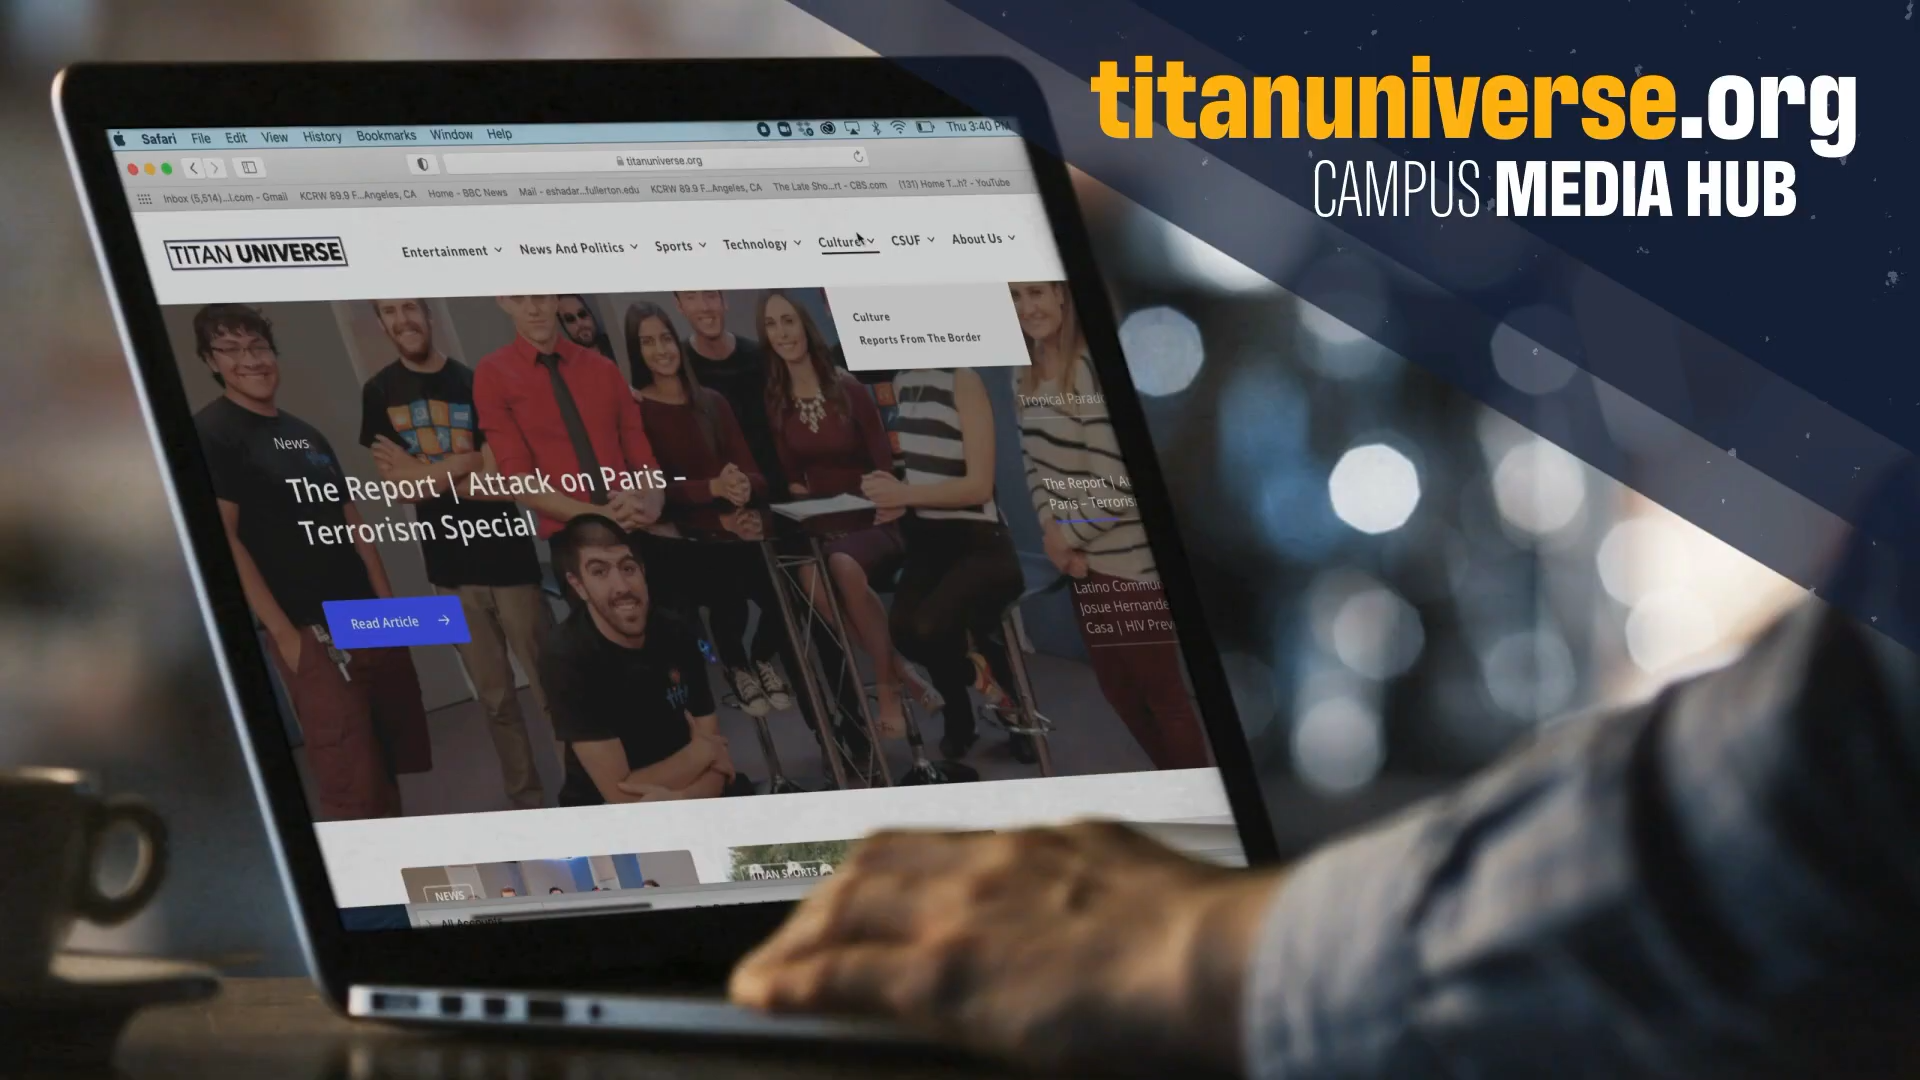 titanuniverse.org
CAMPUS MEDIA HUB
Safari File Edit View History Bookmarks Window Help
Thu 3:40 PM
titanuniverse.org
Inbox (5,514)...l.com - Gmail KCRW 89.9 F...Angeles, CA Home - BBC News Mail - eshadar...fullerton.edu KCRW 89.9 F...Angeles, CA The Late Sho...rt - CBS.com (131) Home T...h? - YouTube
TITAN UNIVERSE
Entertainment News And Politics Sports Technology Culture CSUF About Us
Culture
Reports From The Border
News
The Report | Attack on Paris –
Terrorism Special
Read Article
Tropical
The Report |
Paris – Terroris
Latino
Josue
Casa | HIV
titi
NEWS
TITAN SPORTS